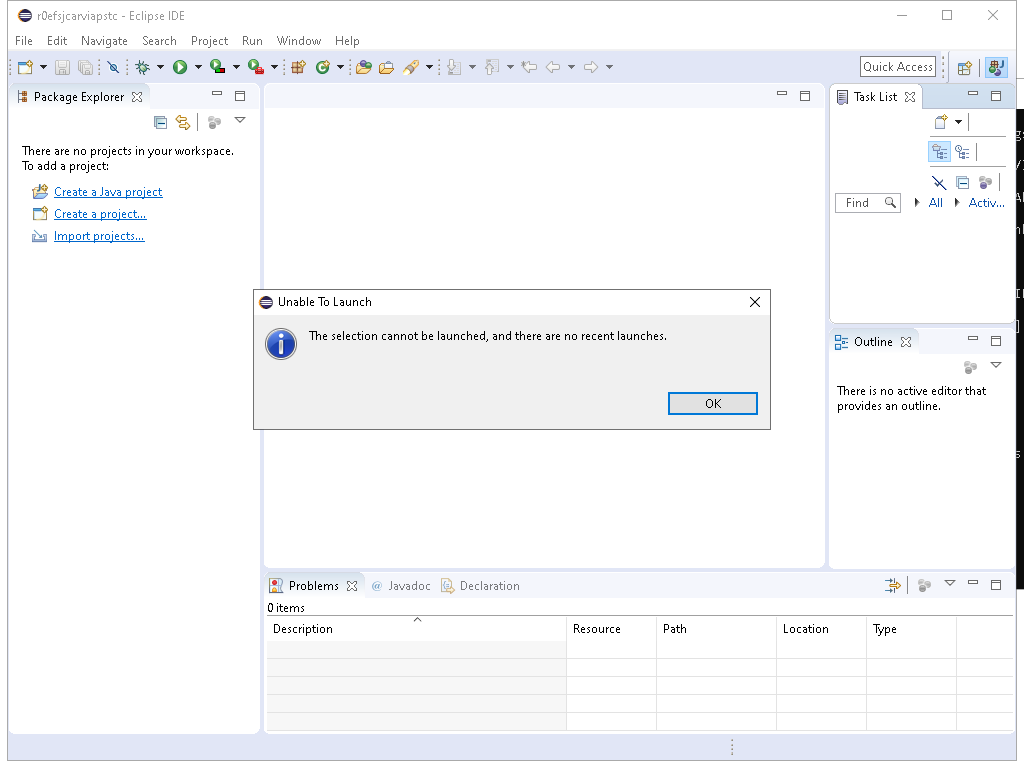 r0efsjcarviapstc - Eclipse IDE
File Edit Navigate Search Project Run Window Help
Quick Access
Package Explorer
There are no projects in your workspace.
To add a project:
Create a Java project
Create a project...
Import projects...
Task List
Find
All
Activ...
Unable To Launch
The selection cannot be launched, and there are no recent launches.
OK
Outline
There is no active editor that
provides an outline.
Problems @ Javadoc Declaration
0 items
Description Resource Path Location Type